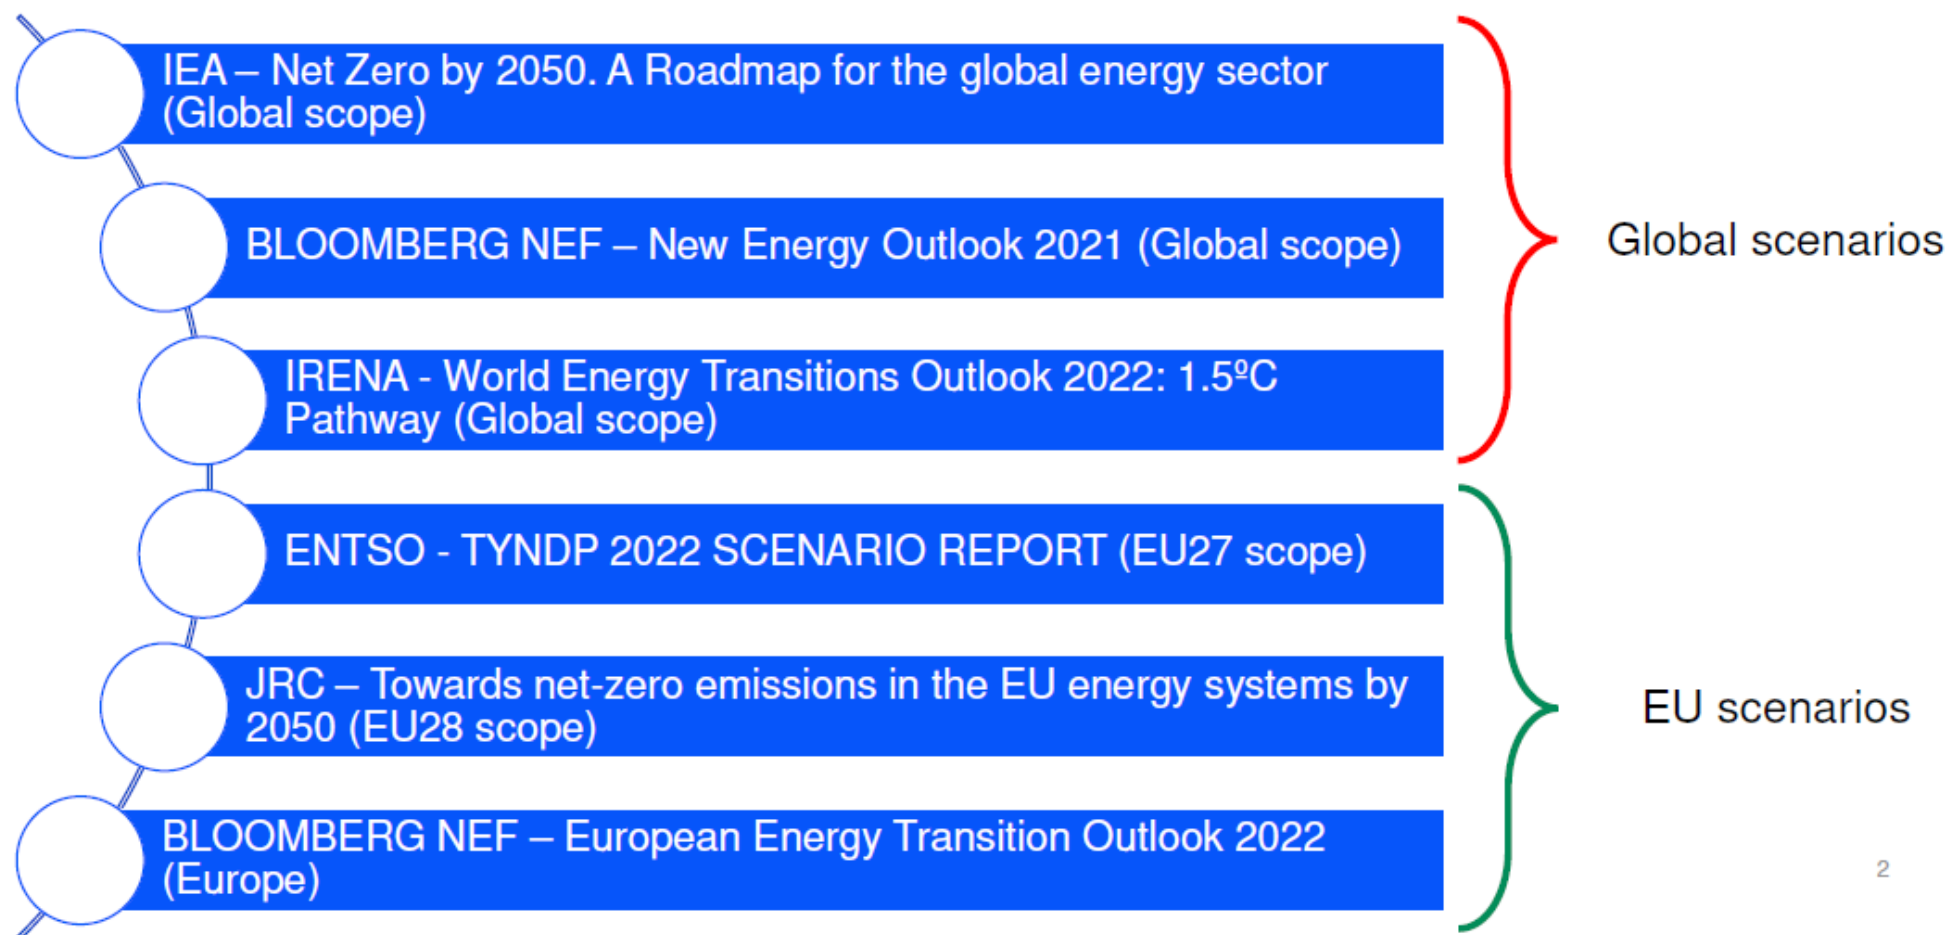 IEA – Net Zero by 2050. A Roadmap for the global energy sector
(Global scope)
BLOOMBERG NEF – New Energy Outlook 2021 (Global scope)
IRENA - World Energy Transitions Outlook 2022: 1.5ºC
Pathway (Global scope)
Global scenarios
ENTSO - TYNDP 2022 SCENARIO REPORT (EU27 scope)
JRC – Towards net-zero emissions in the EU energy systems by
2050 (EU28 scope)
BLOOMBERG NEF – European Energy Transition Outlook 2022
(Europe)
EU scenarios
2